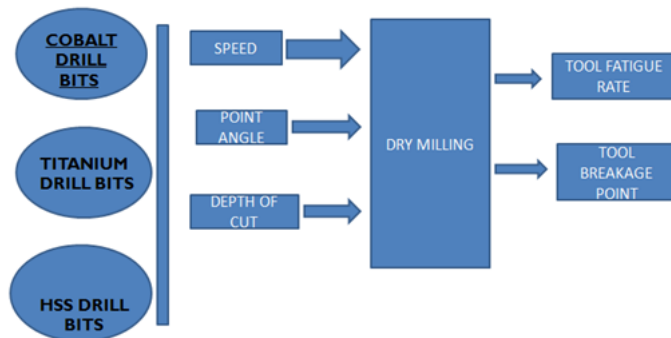 COBALT
DRILL
BITS
TITANIUM
DRILL BITS
HSS DRILL
BITS
SPEED
POINT
ANGLE
DEPTH OF
CUT
DRY MILLING
TOOL FATIGUE
RATE
TOOL
BREAKAGE
POINT